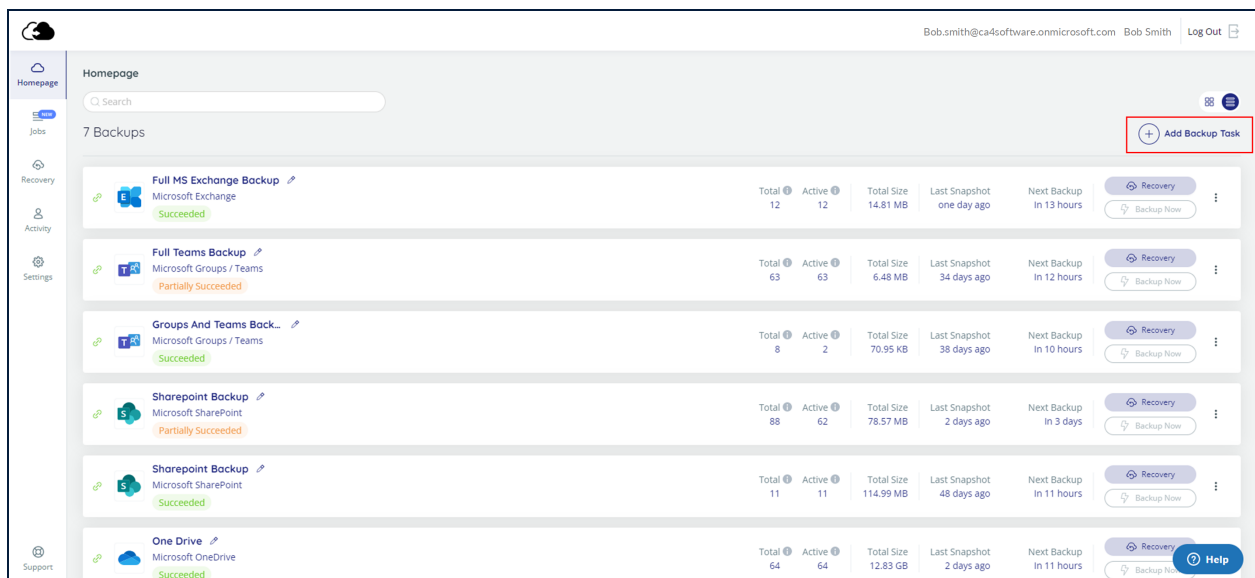 Bob.smith@ca4software.onmicrosoft.com Bob Smith Log Out
Homepage
NEW
Jobs
Recovery
Activity
Settings
Support
Homepage
Search
7 Backups
Add Backup Task
Full MS Exchange Backup
Microsoft Exchange
Succeeded
Total Active Total Size Last Snapshot Next Backup
12 12 14.81 MB one day ago In 13 hours
Recovery
Backup Now
Full Teams Backup
Microsoft Groups / Teams
Partially Succeeded
Total Active Total Size Last Snapshot Next Backup
63 63 6.48 MB 34 days ago In 12 hours
Recovery
Backup Now
Groups And Teams Back...
Microsoft Groups / Teams
Succeeded
Total Active Total Size Last Snapshot Next Backup
8 2 70.95 KB 38 days ago In 10 hours
Recovery
Backup Now
Sharepoint Backup
Microsoft SharePoint
Partially Succeeded
Total Active Total Size Last Snapshot Next Backup
88 62 78.57 MB 2 days ago In 3 days
Recovery
Backup Now
Sharepoint Backup
Microsoft SharePoint
Succeeded
Total Active Total Size Last Snapshot Next Backup
11 11 114.99 MB 48 days ago In 11 hours
Recovery
Backup Now
One Drive
Microsoft OneDrive
Succeeded
Total Active Total Size Last Snapshot Next Backup
64 64 12.83 GB 2 days ago In 11 hours
Recovery
Backup Now
Help